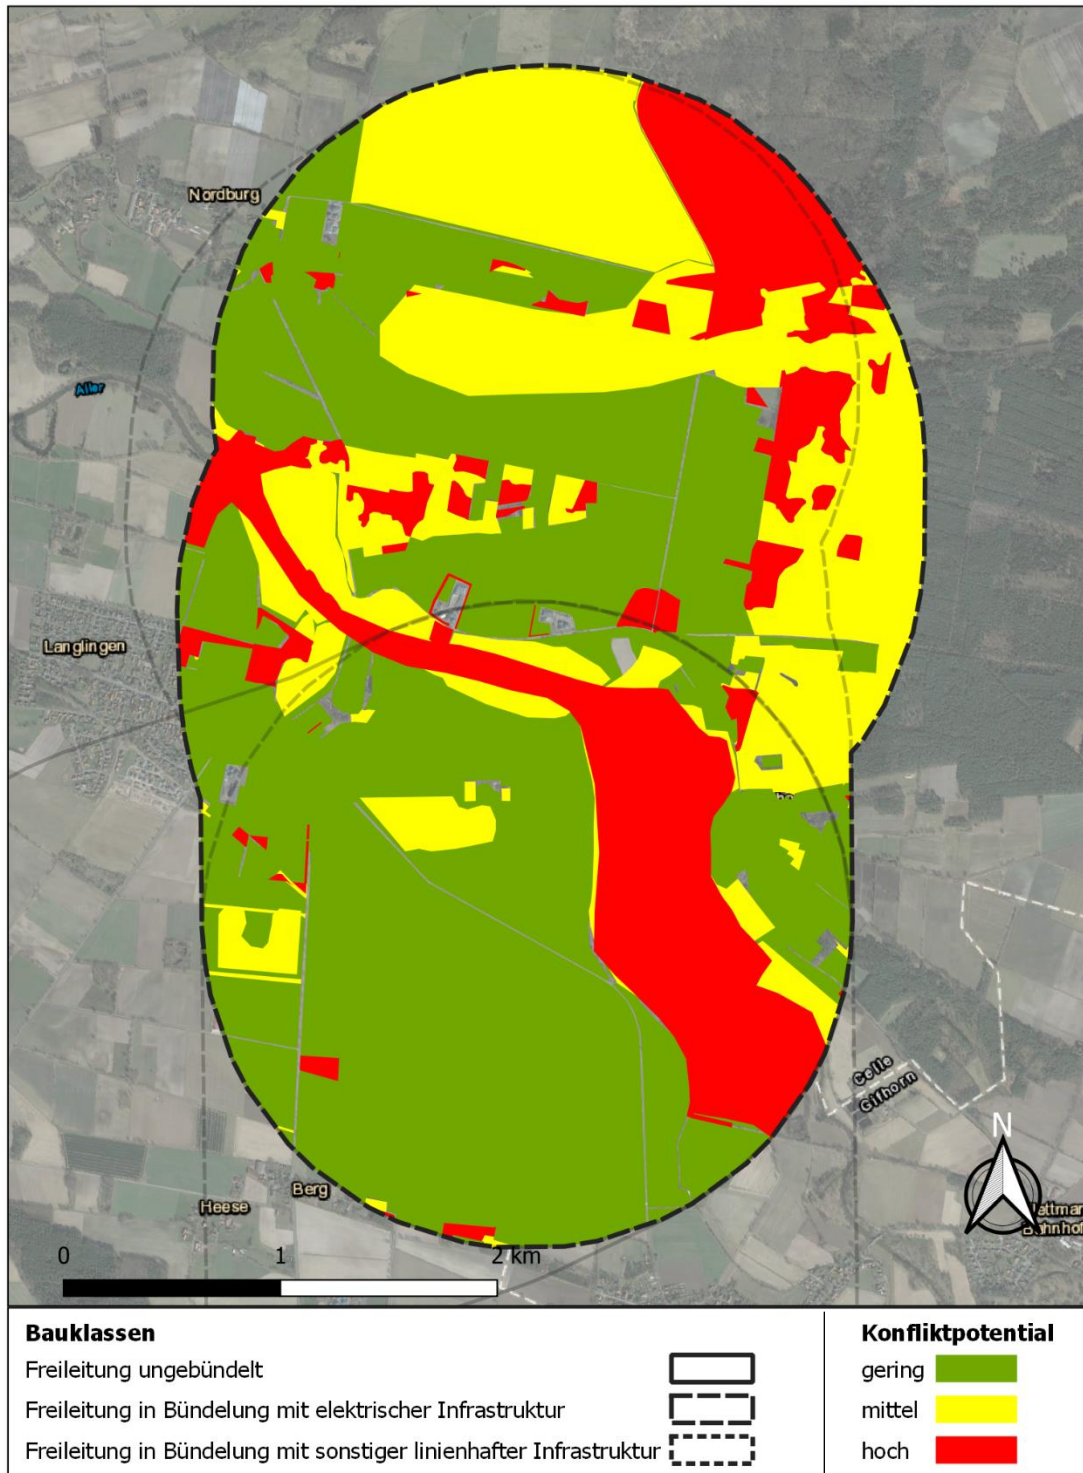 Nordburg
Aller
Langlingen
Celle
Gifhorn
N
Berg
Heese
Bahnhof
0 1 2 km
Bauklassen
Freileitung ungebündelt
Freileitung in Bündelung mit elektrischer Infrastruktur
Freileitung in Bündelung mit sonstiger linienhafter Infrastruktur
Konfliktpotential
gering
mittel
hoch